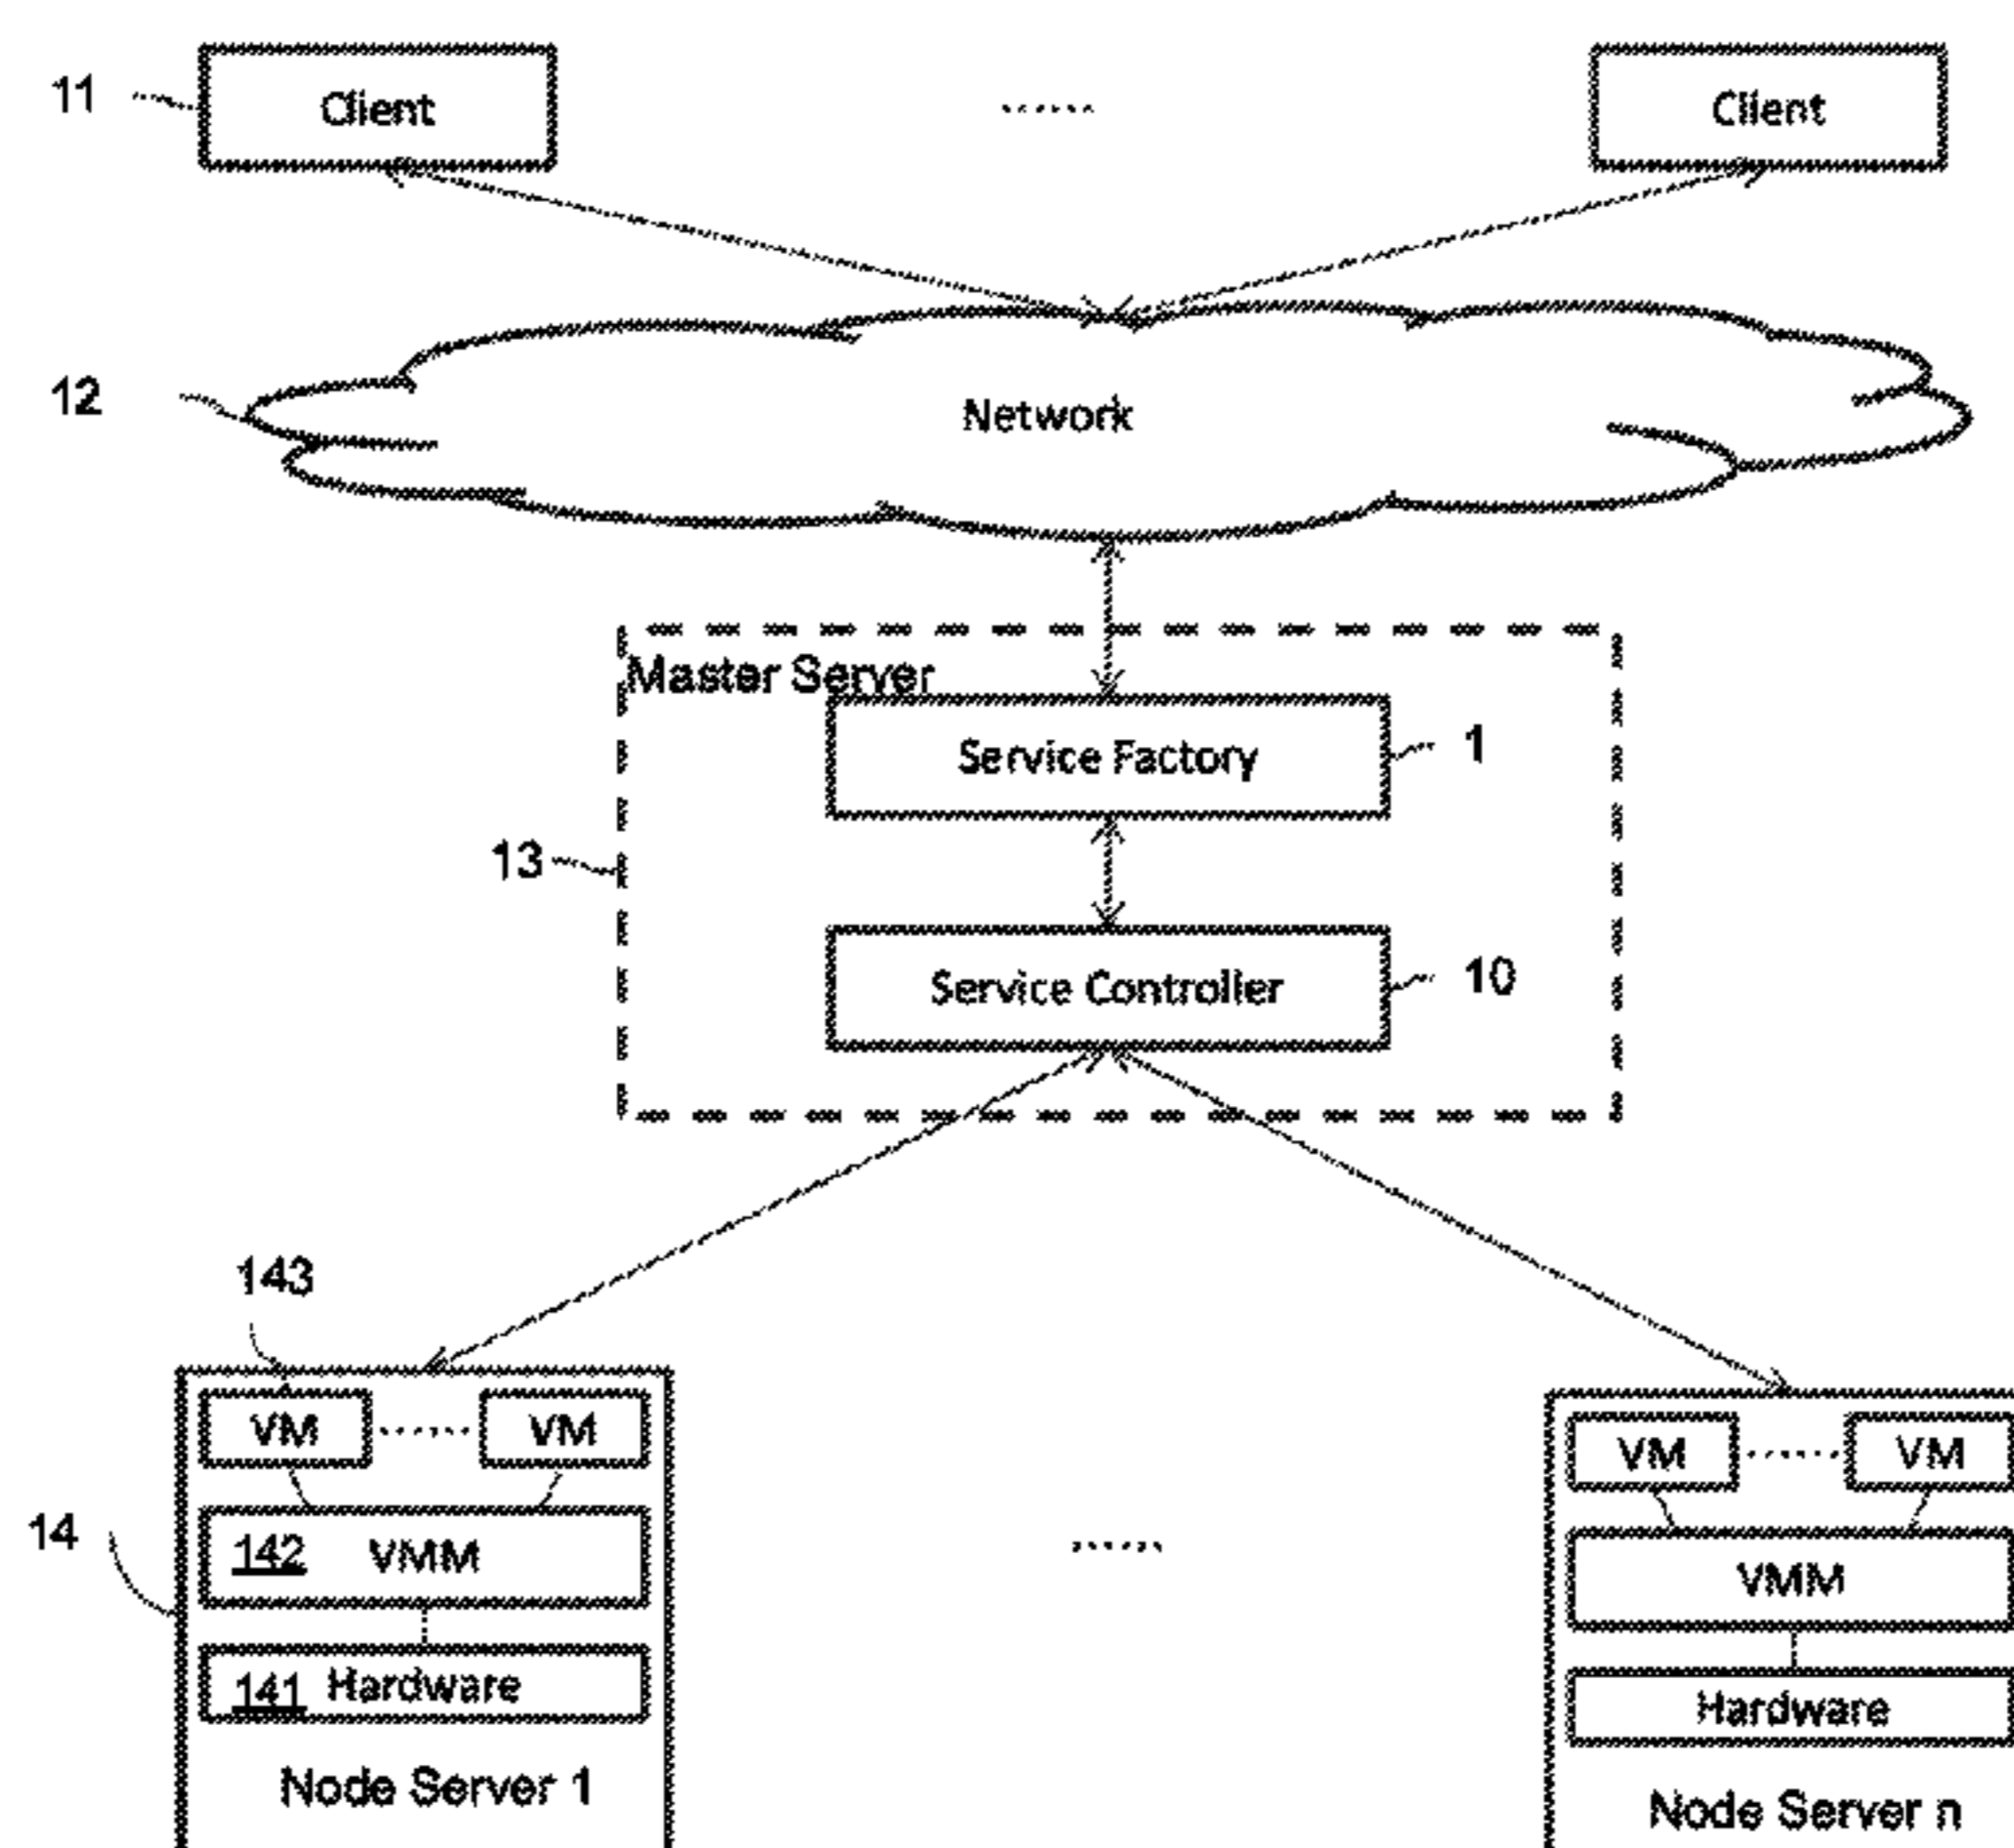 11 Client ...... Client
12 Network
Master Server
Service Factory 1
13
Service Controller 10
143
VM ...... VM
VM ...... VM
14 142 VMM ...... VMM
141 Hardware
Hardware
Node Server 1
Node Server n